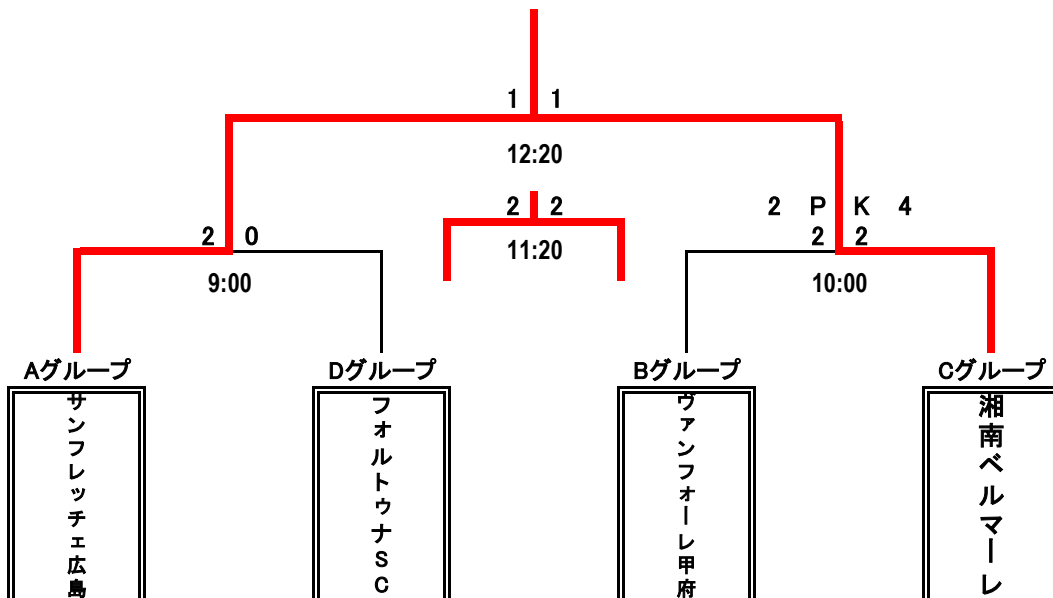 1 1
12:20
2 2
11:20
2 P K 4
2 0
2 2
9:00
10:00
Aグループ
Dグループ
Bグループ
Cグループ
サンフレッチェ広島
フォルトゥナSC
ヴァンフォーレ甲府
湘南ベルマーレ